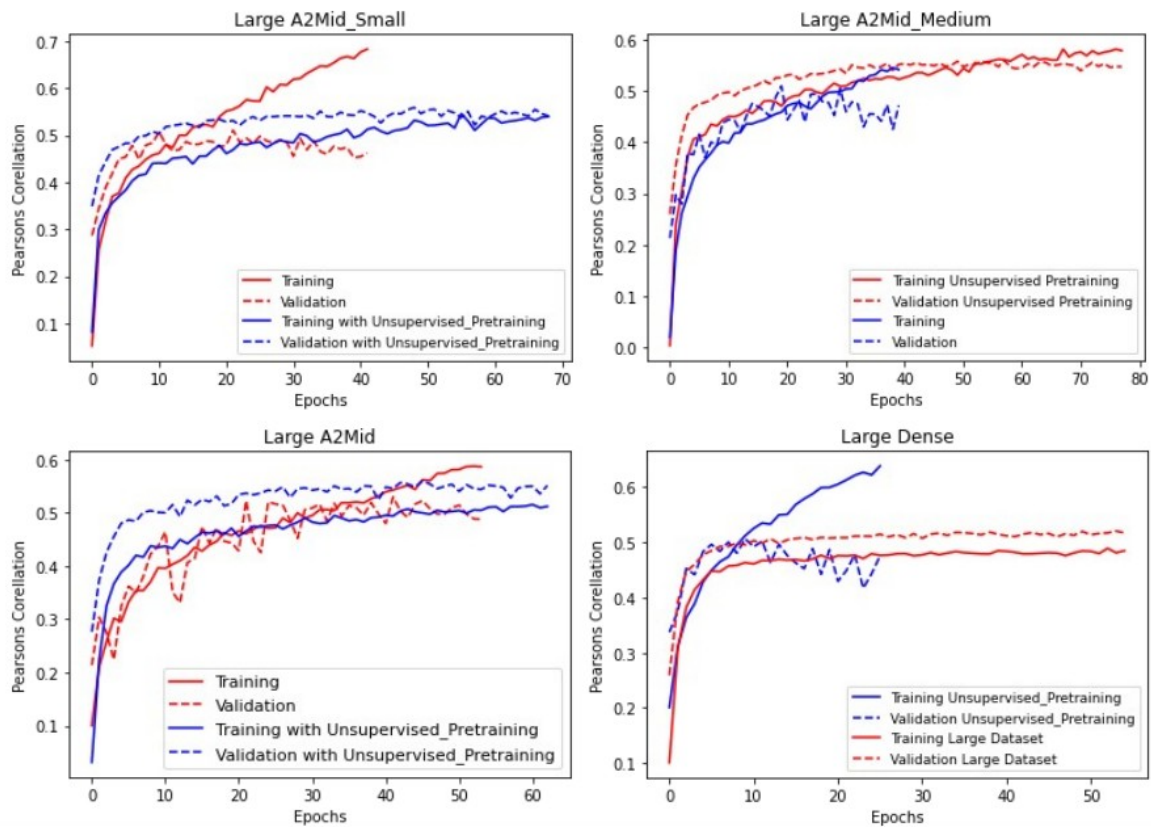 Large A2Mid_Small
Pearsons Corellation
0.7
0.6
0.5
0.4
0.3
0.2
0.1
Training
Validation
Training with Unsupervised_Pretraining
Validation with Unsupervised_Pretraining
0 10 20 30 40 50 60 70
Epochs
Large A2Mid_Medium
Pearsons Corellation
0.6
0.5
0.4
0.3
0.2
0.1
0.0
Training Unsupervised Pretraining
Validation Unsupervised Pretraining
Training
Validation
0 10 20 30 40 50 60 70 80
Epochs
Large A2Mid
Pearsons Corellation
0.6
0.5
0.4
0.3
0.2
0.1
Training
Validation
Training with Unsupervised_Pretraining
Validation with Unsupervised_Pretraining
0 10 20 30 40 50 60
Epochs
Large Dense
Pearsons Corellation
0.6
0.5
0.4
0.3
0.2
0.1
Training Unsupervised_Pretraining
Validation Unsupervised_Pretraining
Training Large Dataset
Validation Large Dataset
0 10 20 30 40 50
Epochs